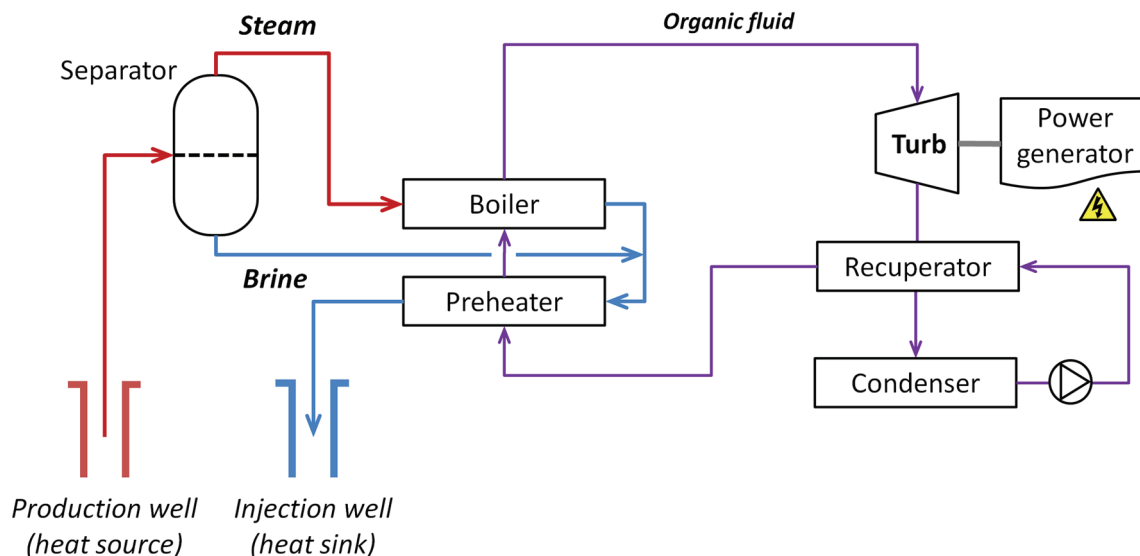 Steam
Organic fluid
Separator
Turb
Power
generator
Boiler
Brine
Preheater
Recuperator
Condenser
Production well
(heat source)
Injection well
(heat sink)